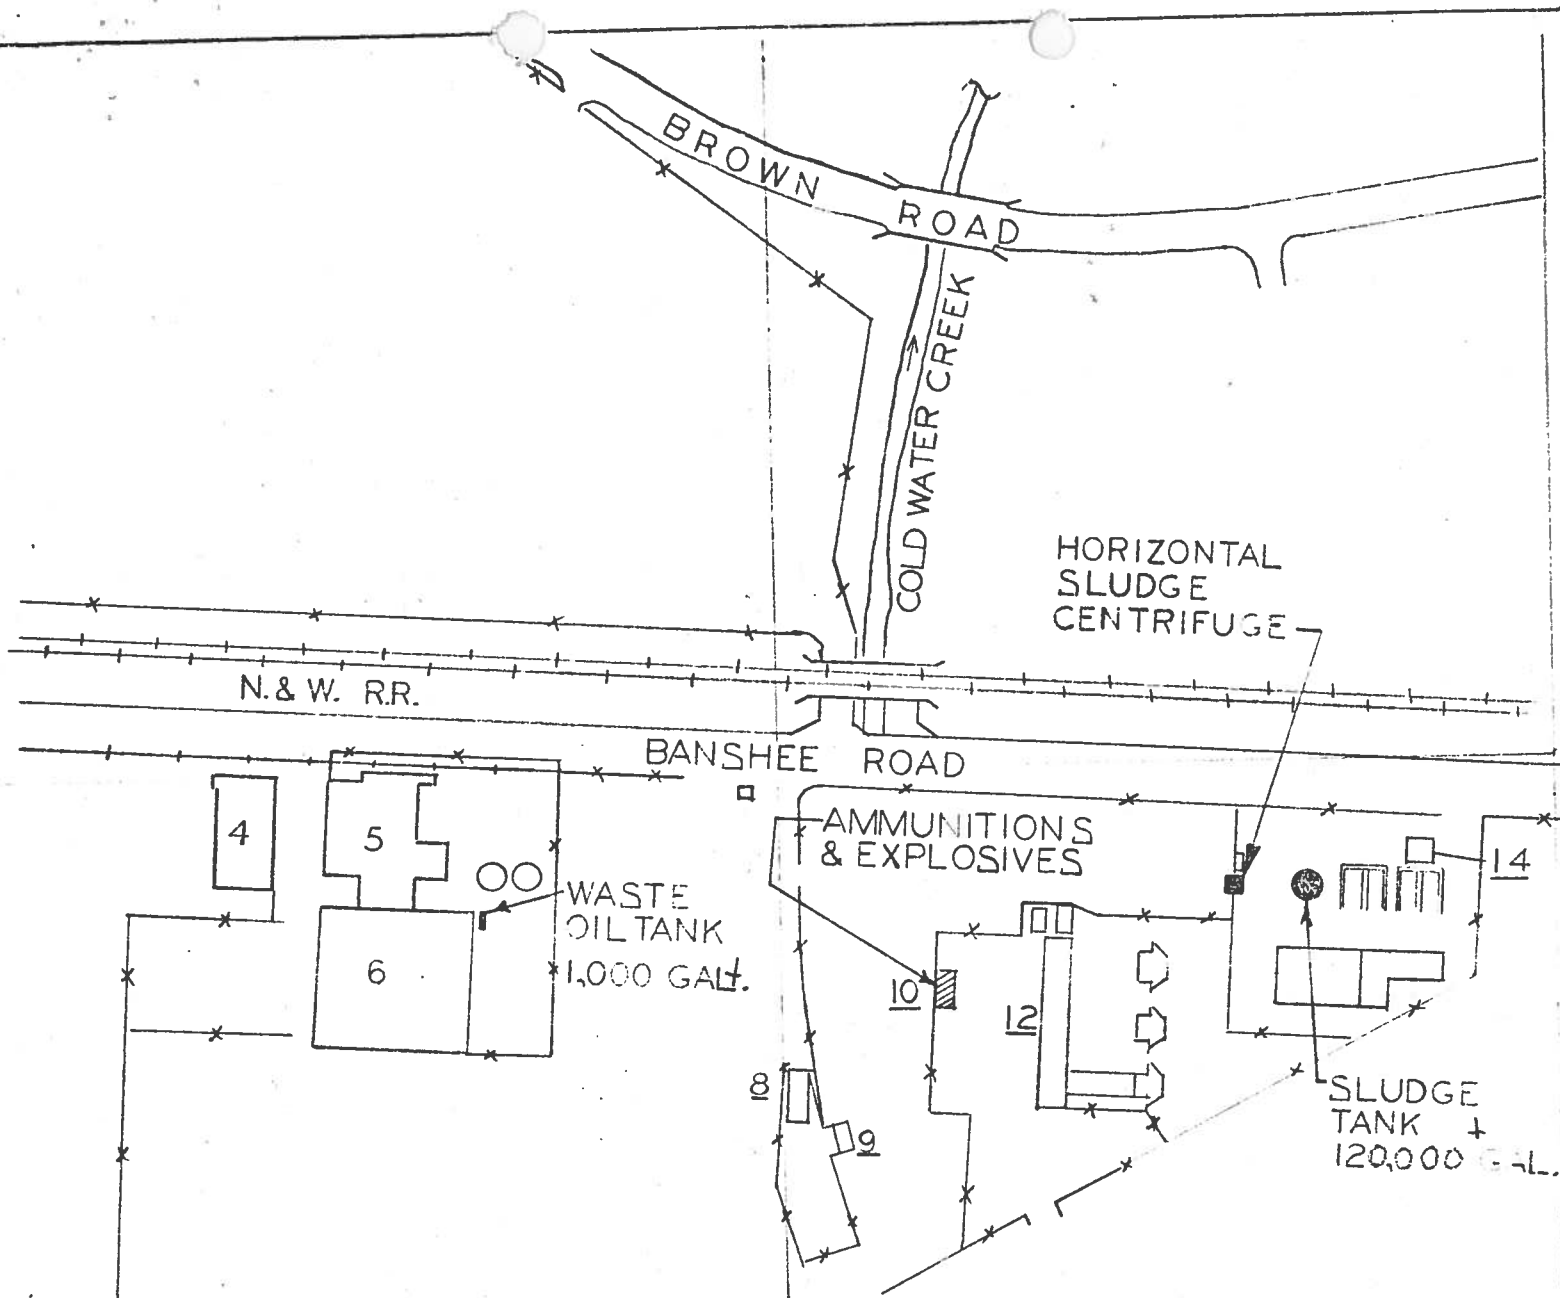 BROWN ROAD
COLD WATER CREEK
HORIZONTAL
SLUDGE
CENTRIFUGE
N. & W. R.R.
BANSHEE ROAD
4
5
AMMUNITIONS
& EXPLOSIVES
14
WASTE
OIL TANK
1,000 GAL±.
6
10
12
8
9
SLUDGE
TANK ±
120,000